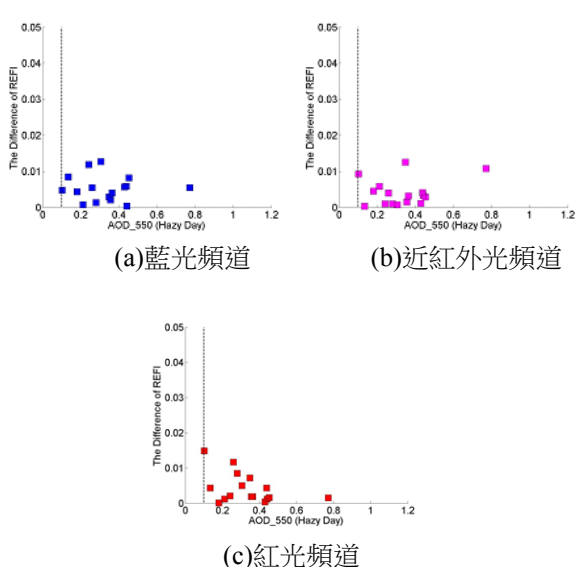 The Difference of REFI
0.05
0.04
0.03
0.02
0.01
0
0 0.2 0.4 0.6 0.8 1 1.2
AOD_550 (Hazy Day)
(a)藍光頻道
The Difference of REFI
0.05
0.04
0.03
0.02
0.01
0
0 0.2 0.4 0.6 0.8 1 1.2
AOD_550 (Hazy Day)
(b)近紅外光頻道
The Difference of REFI
0.05
0.04
0.03
0.02
0.01
0
0 0.2 0.4 0.6 0.8 1 1.2
AOD_550 (Hazy Day)
(c)紅光頻道